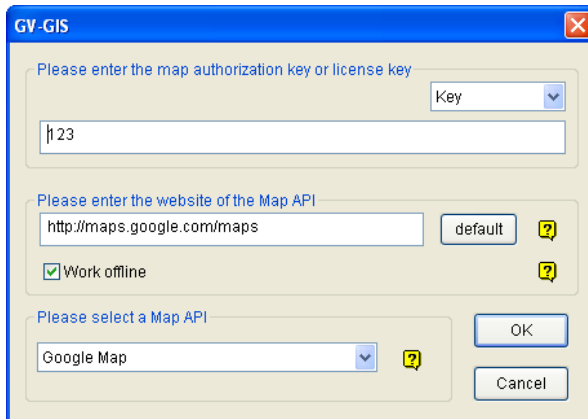 GV-GIS
Please enter the map authorization key or license key
Key
123
Please enter the website of the Map API
http://maps.google.com/maps
default
?
Work offline
?
Please select a Map API
Google Map
?
OK
Cancel